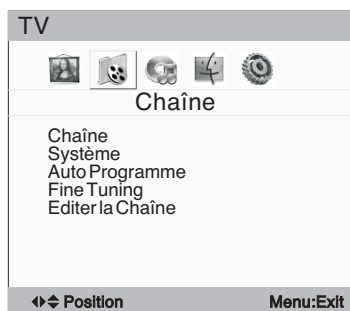 TV
Chaîne
Chaîne
Système
Auto Programme
Fine Tuning
Editer la Chaîne
Position Menu:Exit